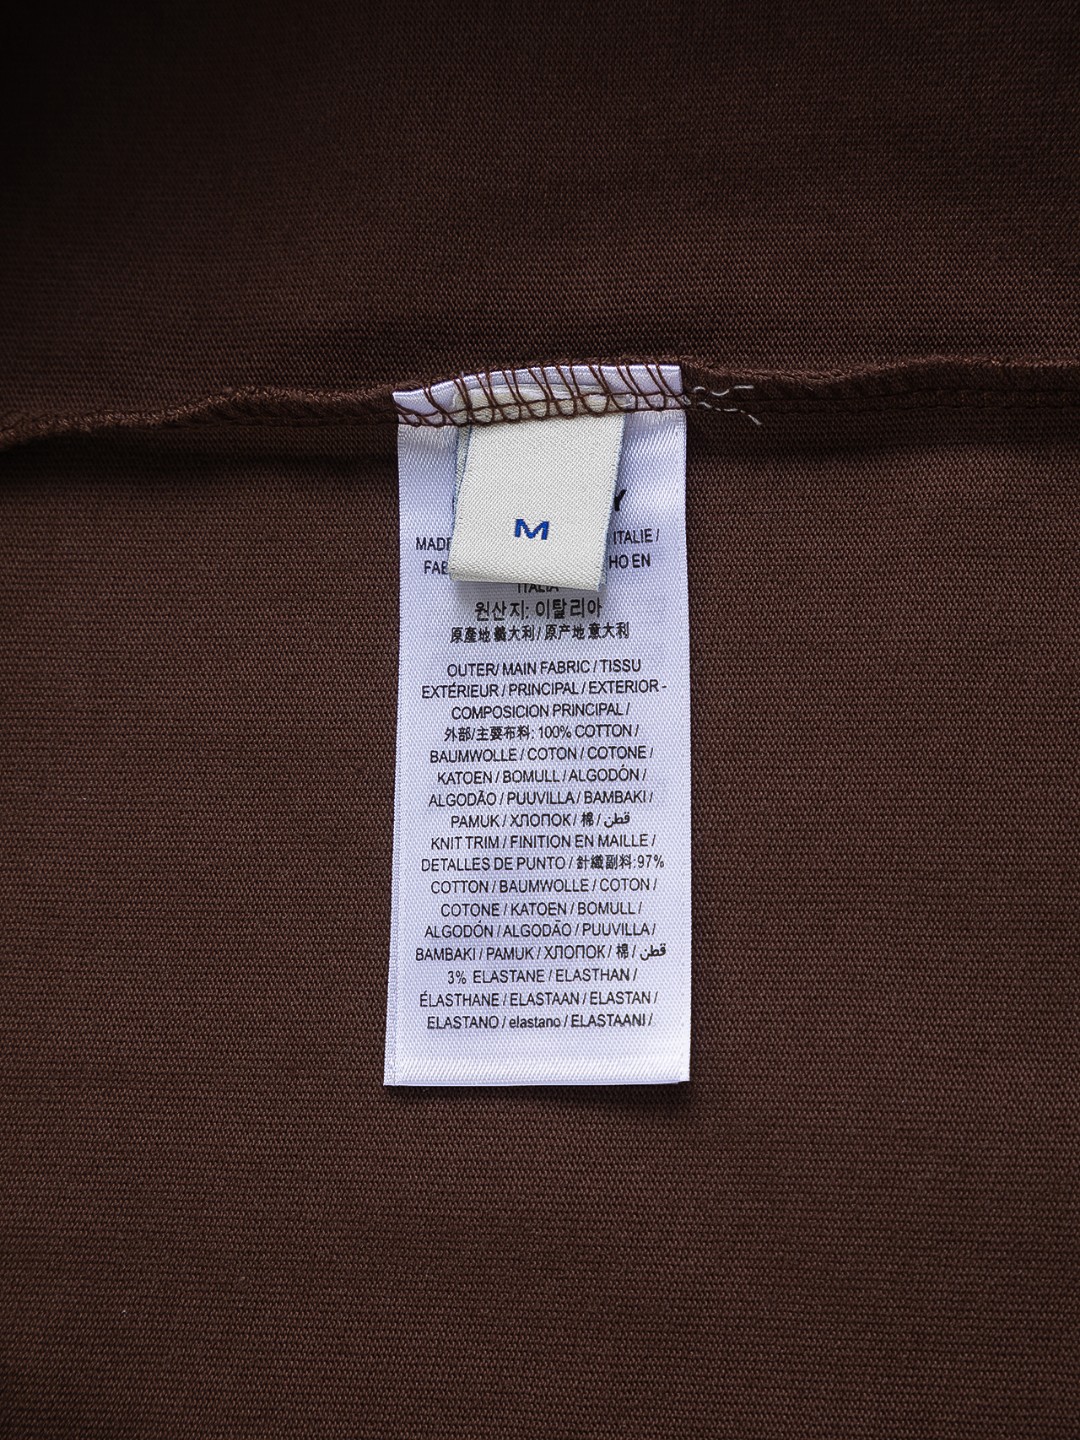 Y
M
ITALIE /
HO EN
ITALIA
원산지: 이탈리아
原產地義大利 / 原产地意大利
OUTER/ MAIN FABRIC / TISSU
EXTÉRIEUR / PRINCIPAL / EXTERIOR -
COMPOSICION PRINCIPAL /
外部/主要布料: 100% COTTON /
BAUMWOLLE / COTON / COTONE /
KATOEN / BOMULL / ALGODÓN /
ALGODÃO / PUUVILLA / BAMBAKI /
PAMUK / ХЛОПОК / 棉 / قطن
KNIT TRIM / FINITION EN MAILLE /
DETALLES DE PUNTO / 針織副料:97%
COTTON / BAUMWOLLE / COTON /
COTONE / KATOEN / BOMULL /
ALGODÓN / ALGODÃO / PUUVILLA /
BAMBAKI / PAMUK / ХЛОПОК / 棉 / قطن
3% ELASTANE / ELASTHAN /
ÉLASTHANE / ELASTAAN / ELASTAN /
ELASTANO / elastano / ELASTAANI /